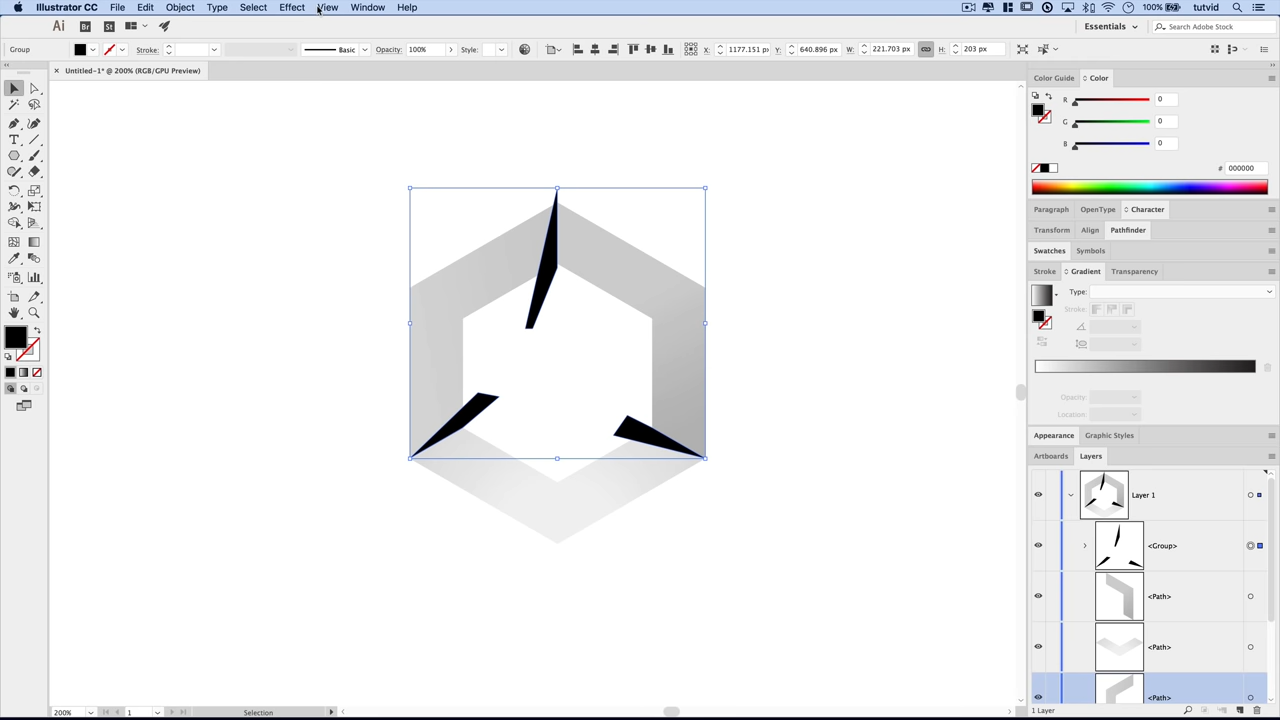 Illustrator CC File Edit Object Type Select Effect View Window Help 100% tutvid
Ai Br St Essentials Search Adobe Stock
Group Stroke: Basic Opacity: 100% Style: X: 1177.151 p Y: 640.896 px W: 221.703 px H: 203 px
× Untitled-1* @ 200% (RGB/GPU Preview)
Color Guide Color
R 0
G 0
B 0
# 000000
Paragraph OpenType Character
Transform Align Pathfinder
Swatches Symbols
Stroke Gradient Transparency
Type:
Stroke:
Opacity:
Location:
Appearance Graphic Styles
Artboards Layers
Layer 1
<Group>
<Path>
<Path>
<Path>
200% 1 Selection 1 Layer